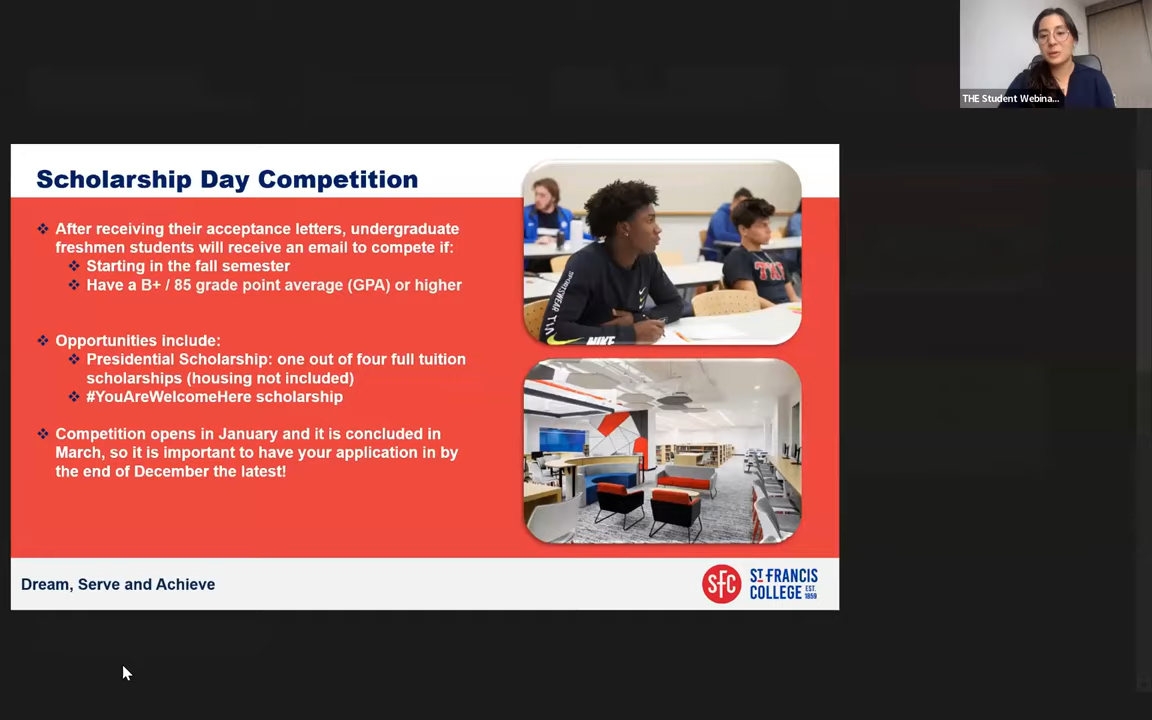 THE Student Webina...
Scholarship Day Competition
❖ After receiving their acceptance letters, undergraduate
freshmen students will receive an email to compete if:
❖ Starting in the fall semester
❖ Have a B+ / 85 grade point average (GPA) or higher
❖ Opportunities include:
❖ Presidential Scholarship: one out of four full tuition
scholarships (housing not included)
❖ #YouAreWelcomeHere scholarship
❖ Competition opens in January and it is concluded in
March, so it is important to have your application in by
the end of December the latest!
SPORTSWEAR
NIKE
Dream, Serve and Achieve
SFC
ST FRANCIS
COLLEGE EST. 1859